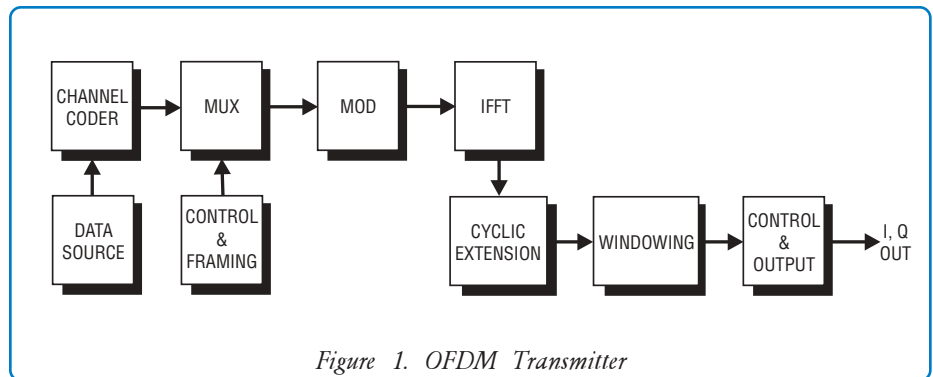 CHANNEL
CODER
MUX
MOD
IFFT
DATA
SOURCE
CONTROL
&
FRAMING
CYCLIC
EXTENSION
WINDOWING
CONTROL
&
OUTPUT
I, Q
OUT
Figure 1. OFDM Transmitter